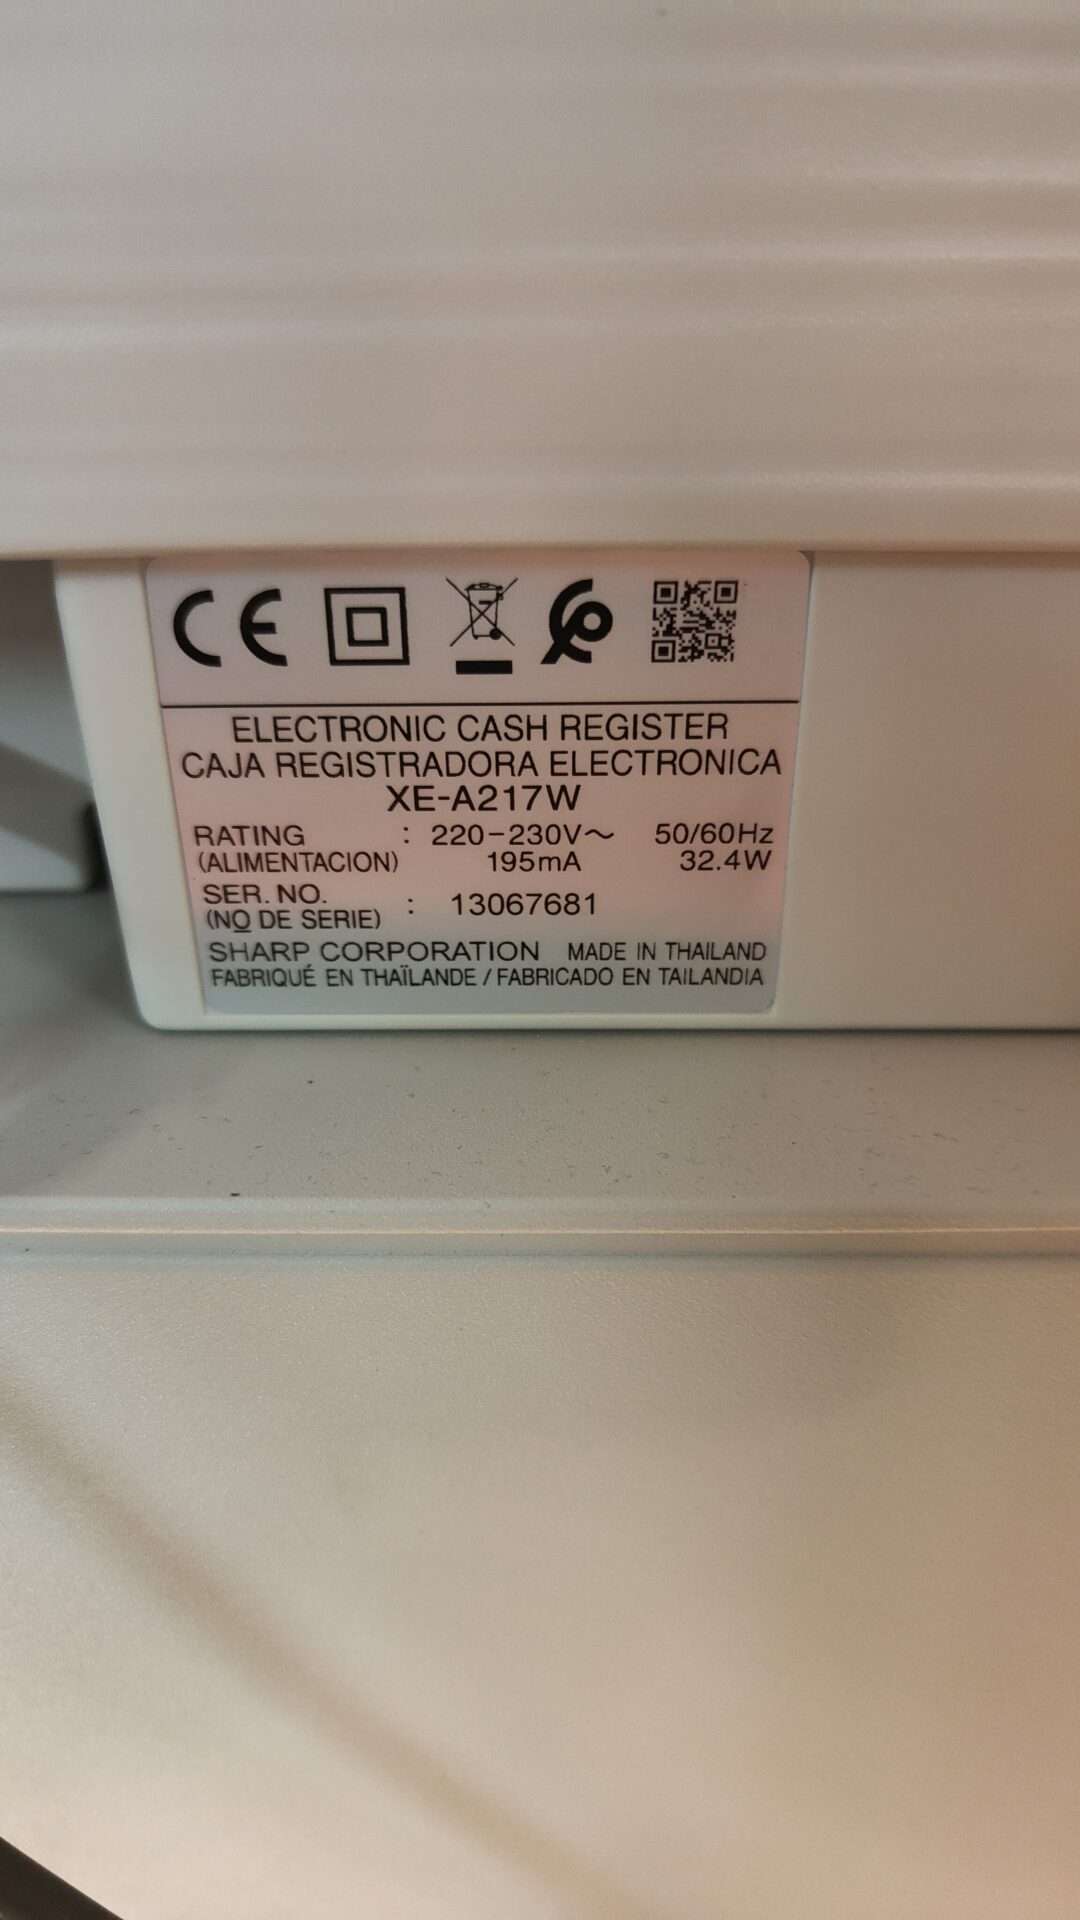 CE
ELECTRONIC CASH REGISTER
CAJA REGISTRADORA ELECTRONICA
XE-A217W
RATING : 220-230V～ 50/60Hz
(ALIMENTACION) 195mA 32.4W
SER. NO.
(NO DE SERIE) : 13067681
SHARP CORPORATION MADE IN THAILAND
FABRIQUÉ EN THAÏLANDE / FABRICADO EN TAILANDIA